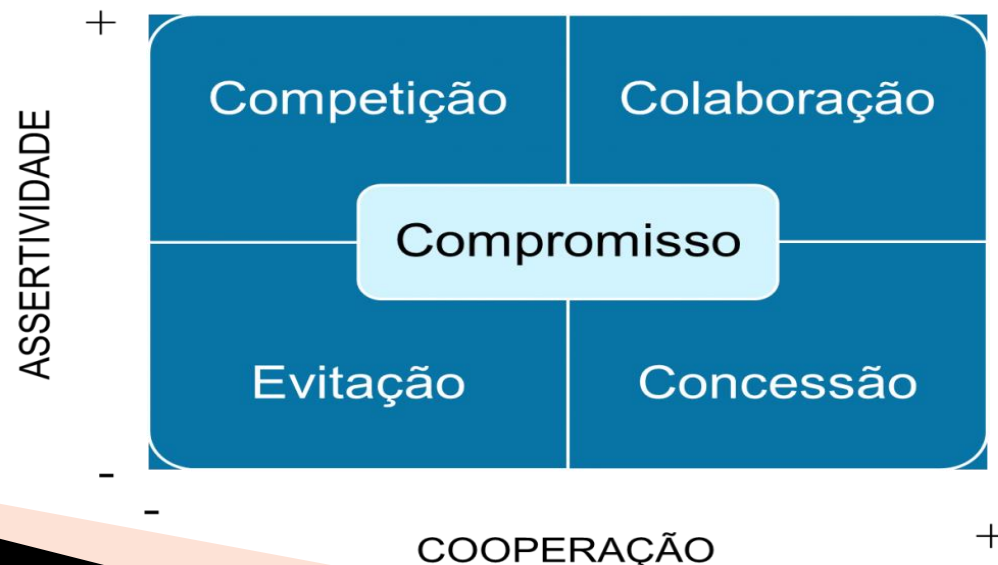 +
ASSERTIVIDADE
Competição
Colaboração
Compromisso
Evitação
Concessão
-
-
COOPERAÇÃO
+